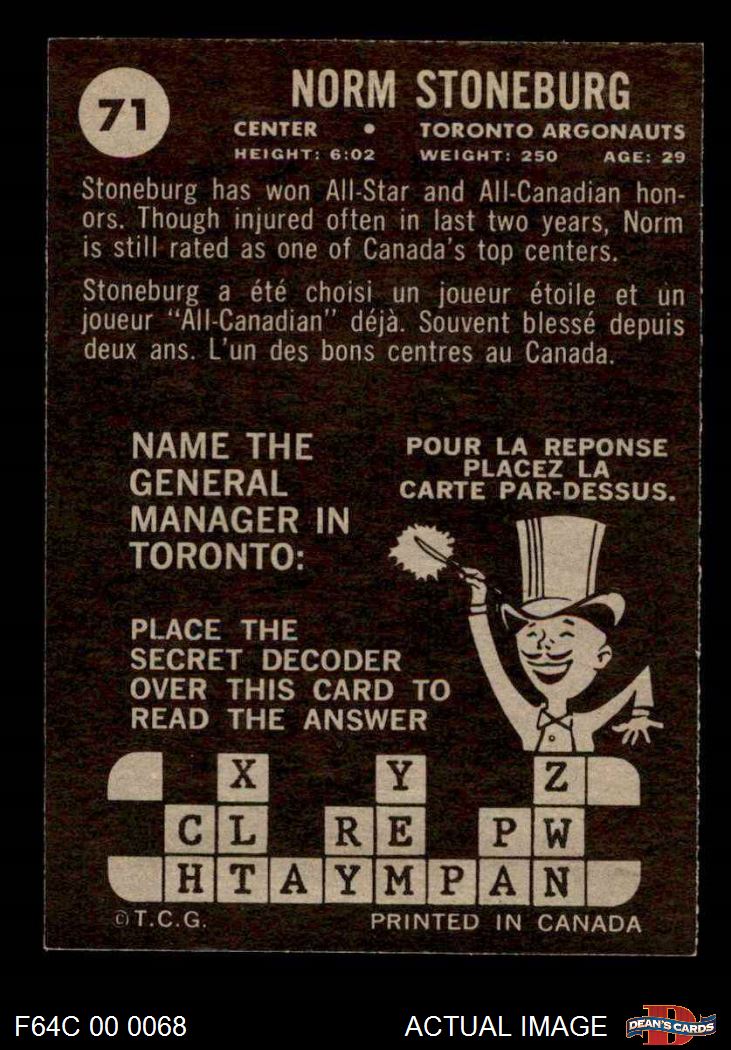 71
NORM STONEBURG
CENTER • TORONTO ARGONAUTS
HEIGHT: 6:02 WEIGHT: 250 AGE: 29
Stoneburg has won All-Star and All-Canadian hon-
ors. Though injured often in last two years, Norm
is still rated as one of Canada's top centers.
Stoneburg a été choisi un joueur étoile et un
joueur "All-Canadian" déjà. Souvent blessé depuis
deux ans. L'un des bons centres au Canada.
NAME THE
GENERAL
MANAGER IN
TORONTO:
POUR LA REPONSE
PLACEZ LA
CARTE PAR-DESSUS.
PLACE THE
SECRET DECODER
OVER THIS CARD TO
READ THE ANSWER
X Y Z
C L R E P W
H T A Y M P A N
© T.C.G. PRINTED IN CANADA
F64C 00 0068 ACTUAL IMAGE D DEAN'S CARDS